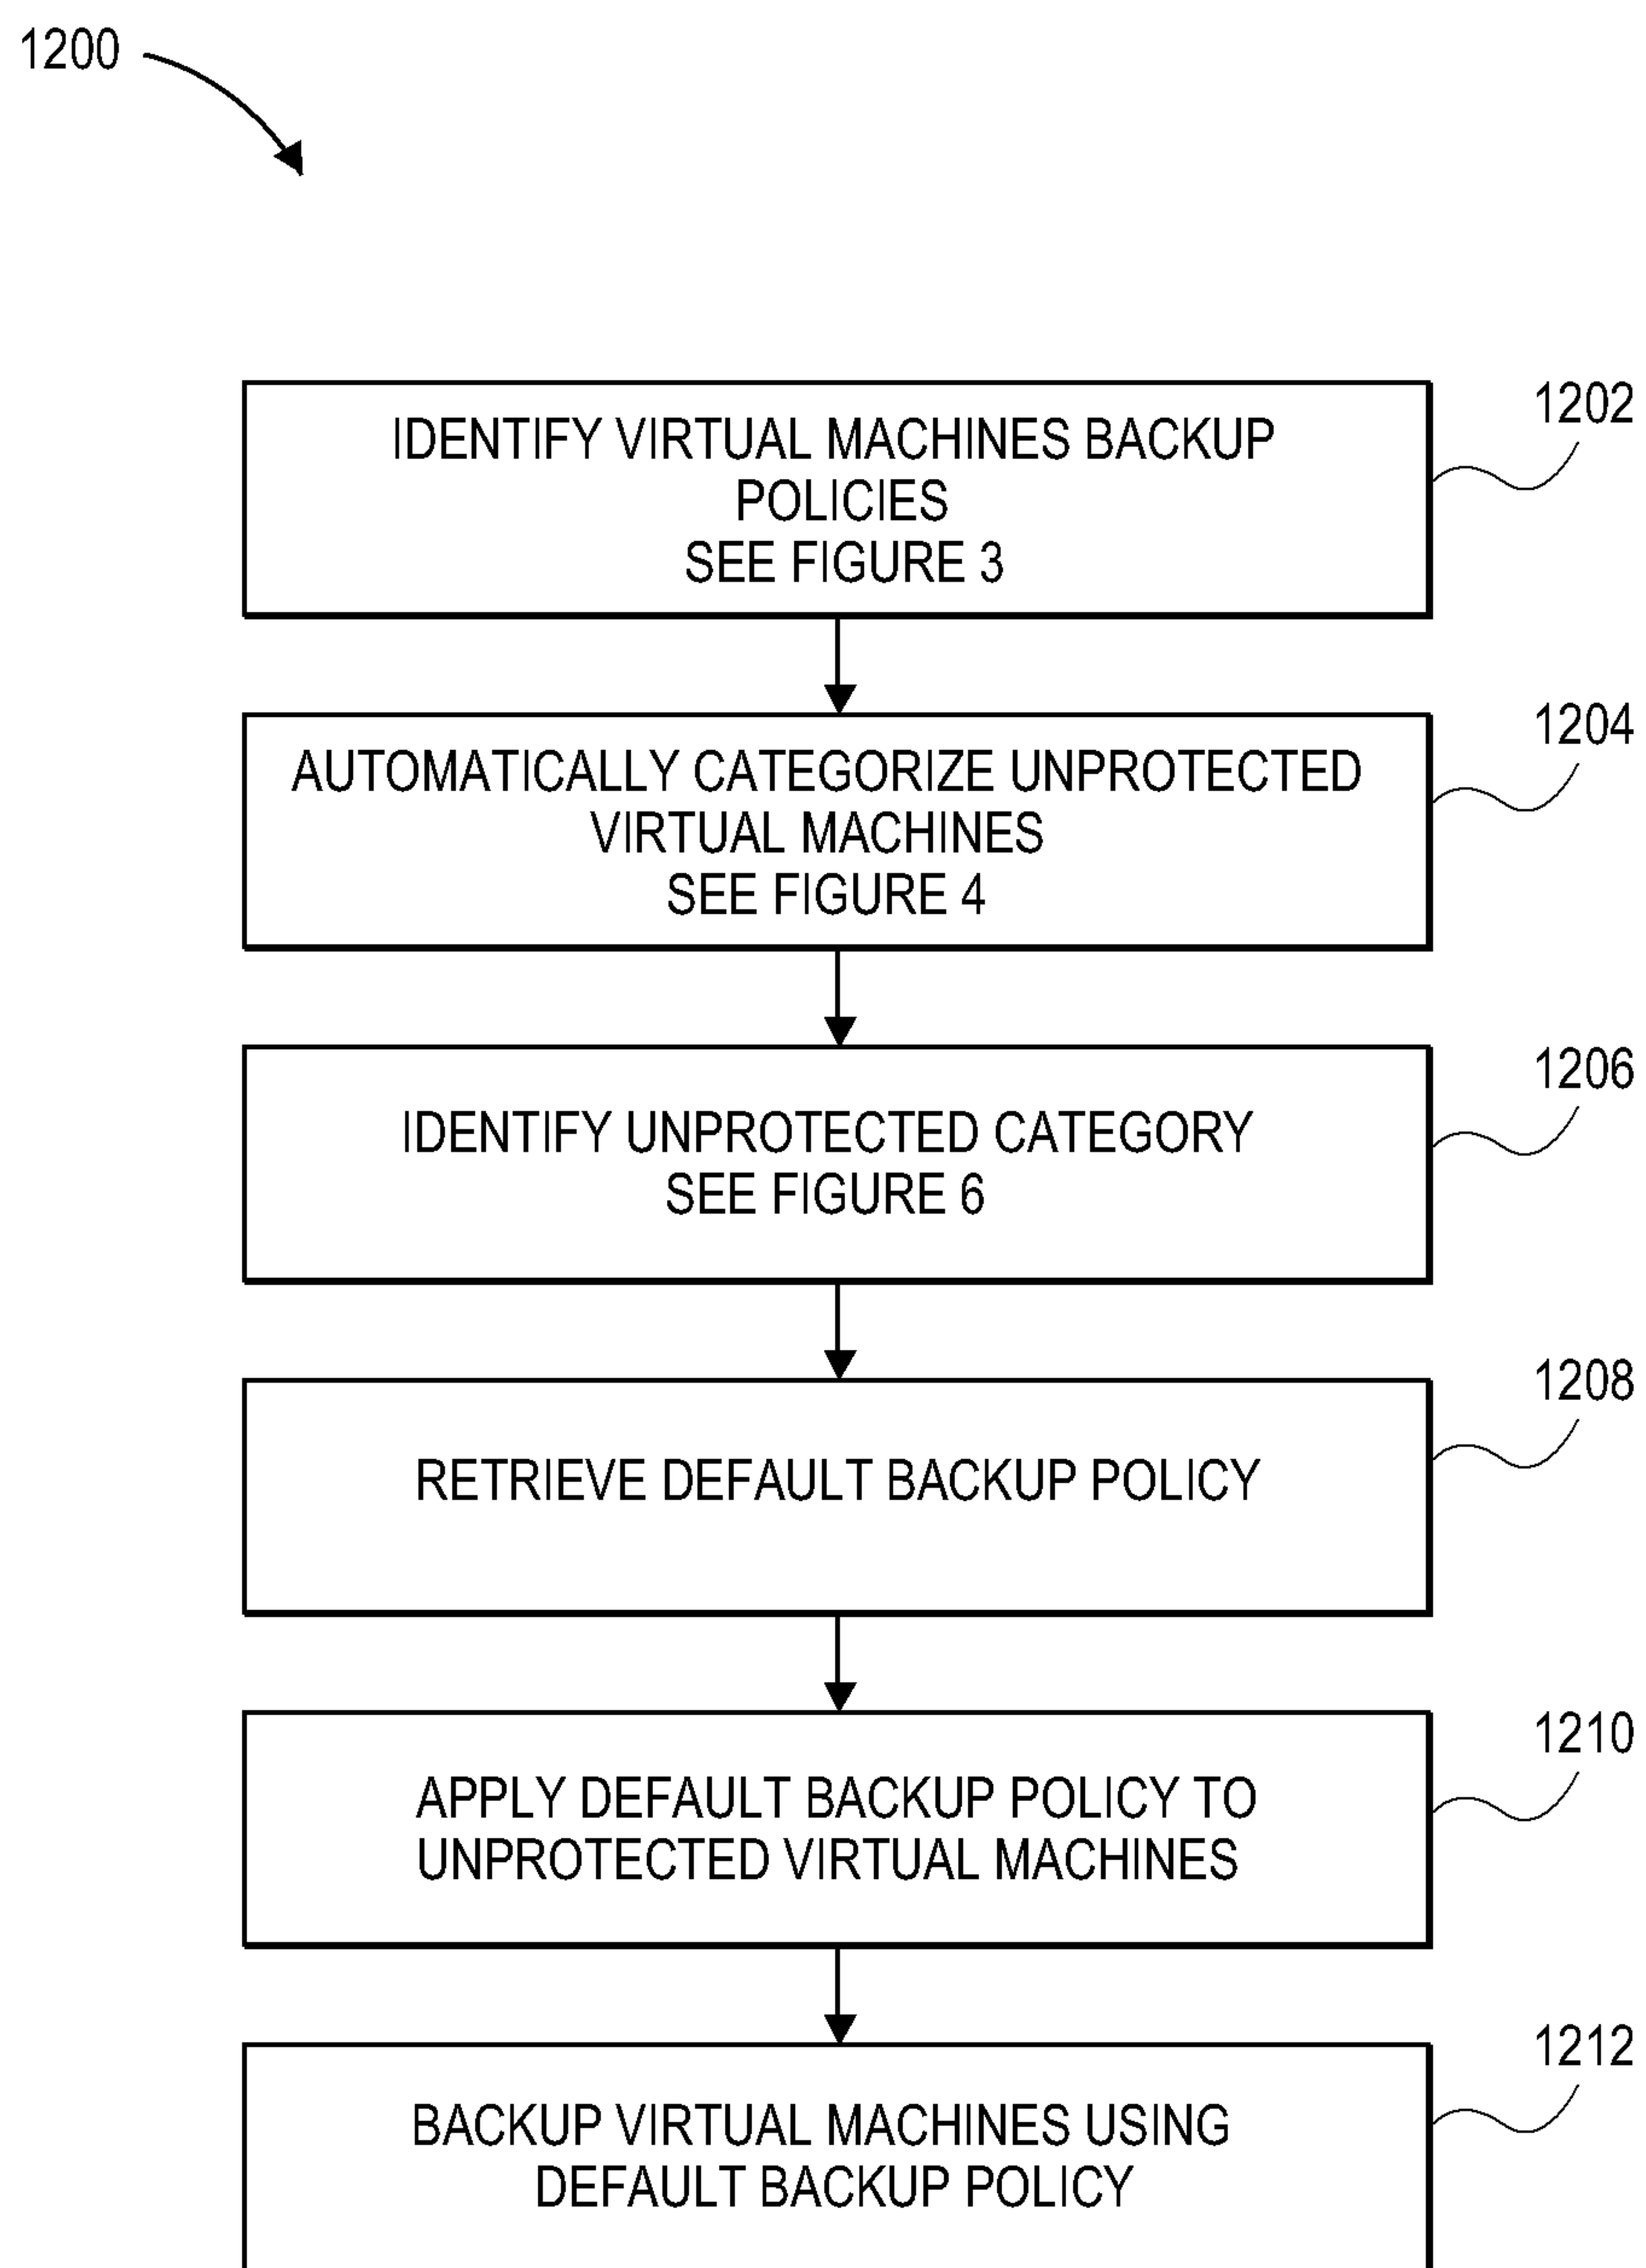 1200
IDENTIFY VIRTUAL MACHINES BACKUP
POLICIES
SEE FIGURE 3
1202
AUTOMATICALLY CATEGORIZE UNPROTECTED
VIRTUAL MACHINES
SEE FIGURE 4
1204
IDENTIFY UNPROTECTED CATEGORY
SEE FIGURE 6
1206
RETRIEVE DEFAULT BACKUP POLICY
1208
APPLY DEFAULT BACKUP POLICY TO
UNPROTECTED VIRTUAL MACHINES
1210
BACKUP VIRTUAL MACHINES USING
DEFAULT BACKUP POLICY
1212